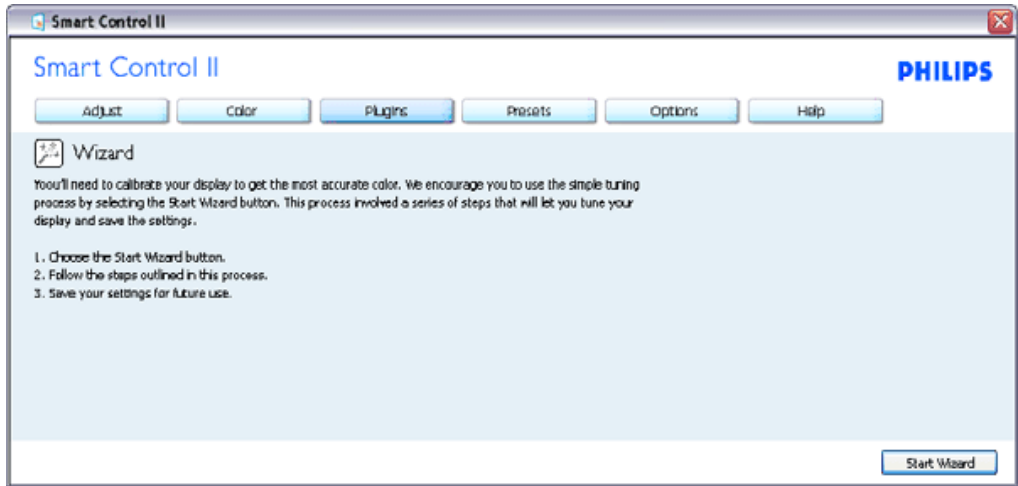 Smart Control II
Smart Control II
PHILIPS
Adjust Color Plugins Presets Options Help
Wizard
Yoou'll need to calibrate your display to get the most accurate color. We encourage you to use the simple tuning
process by selecting the Start Wizard button. This process involved a series of steps that will let you tune your
display and save the settings.
1. Choose the Start Wizard button.
2. Follow the steps outlined in this process.
3. Save your settings for future use.
Start Wizard